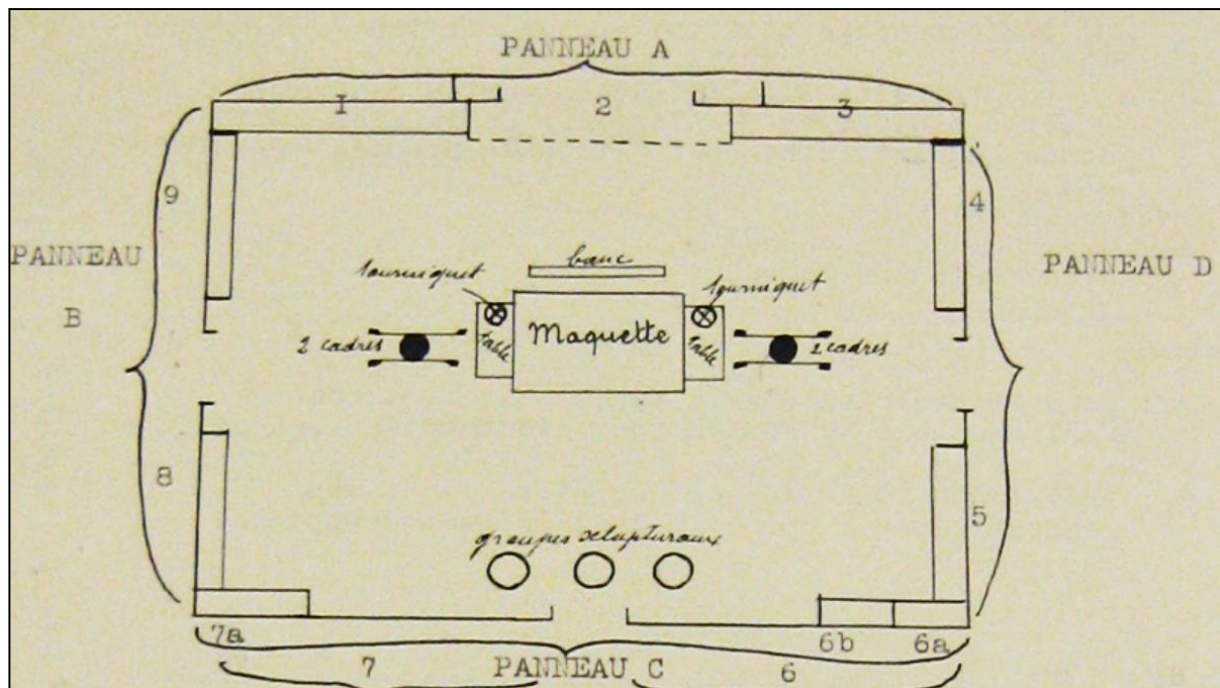 PANNEAU A
I 2 3
9 4
PANNEAU
B
PANNEAU D
banc
tourniquet tourniquet
Maquette
table table
2 cadres 2 cadres
8 5
groupes sclupturaux
7a 6b 6a
7 PANNEAU C 6